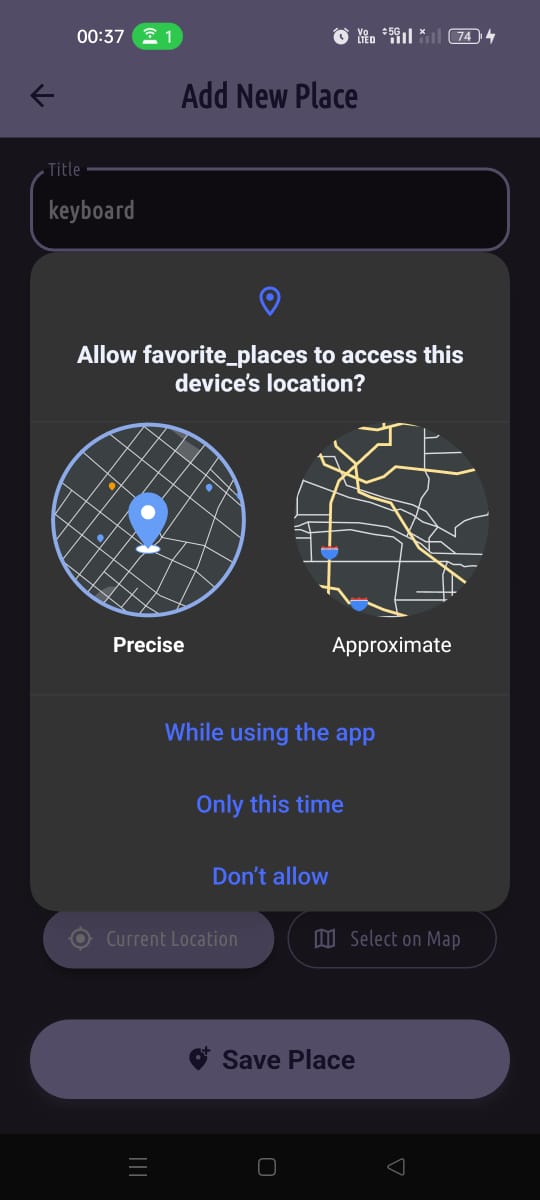 00:37 1 Vo LTED 5G 74
Add New Place
Title
keyboard
Allow favorite_places to access this
device’s location?
Precise Approximate
While using the app
Only this time
Don’t allow
Current Location Select on Map
Save Place